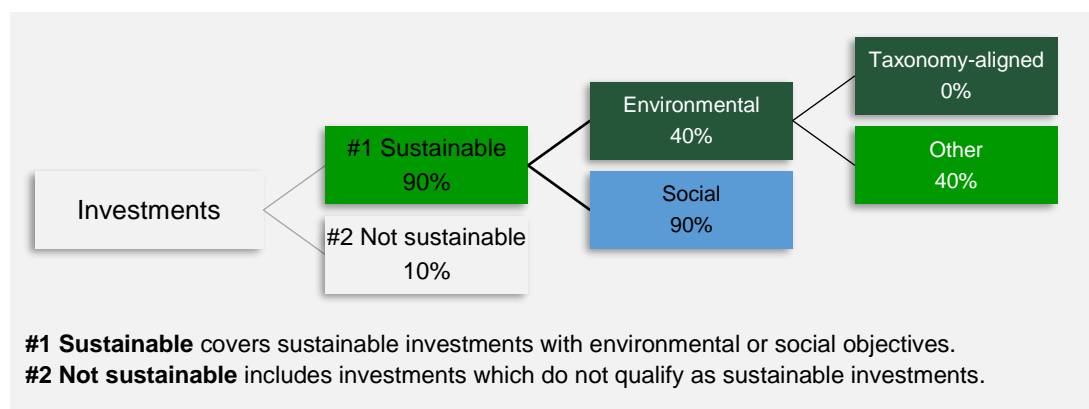 Investments
#1 Sustainable
90%
#2 Not sustainable
10%
Environmental
40%
Social
90%
Taxonomy-aligned
0%
Other
40%
#1 Sustainable covers sustainable investments with environmental or social objectives.
#2 Not sustainable includes investments which do not qualify as sustainable investments.